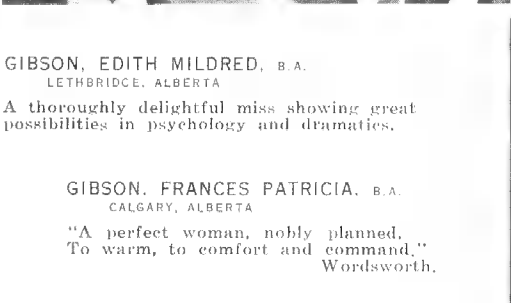 GIBSON, EDITH MILDRED, B.A.
LETHBRIDGE, ALBERTA
A thoroughly delightful miss showing great
possibilities in psychology and dramatics.
GIBSON, FRANCES PATRICIA, B.A.
CALGARY, ALBERTA
"A perfect woman, nobly planned,
To warm, to comfort and command."
Wordsworth.